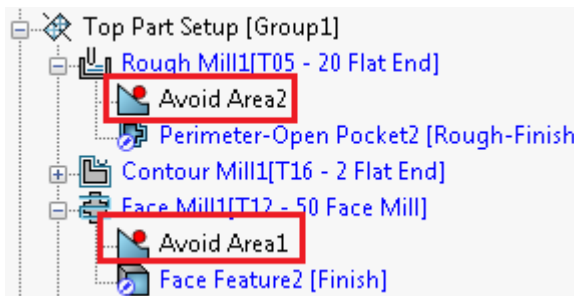 Top Part Setup [Group1]
Rough Mill1[T05 - 20 Flat End]
Avoid Area2
Perimeter-Open Pocket2 [Rough-Finish
Contour Mill1[T16 - 2 Flat End]
Face Mill1[T12 - 50 Face Mill]
Avoid Area1
Face Feature2 [Finish]